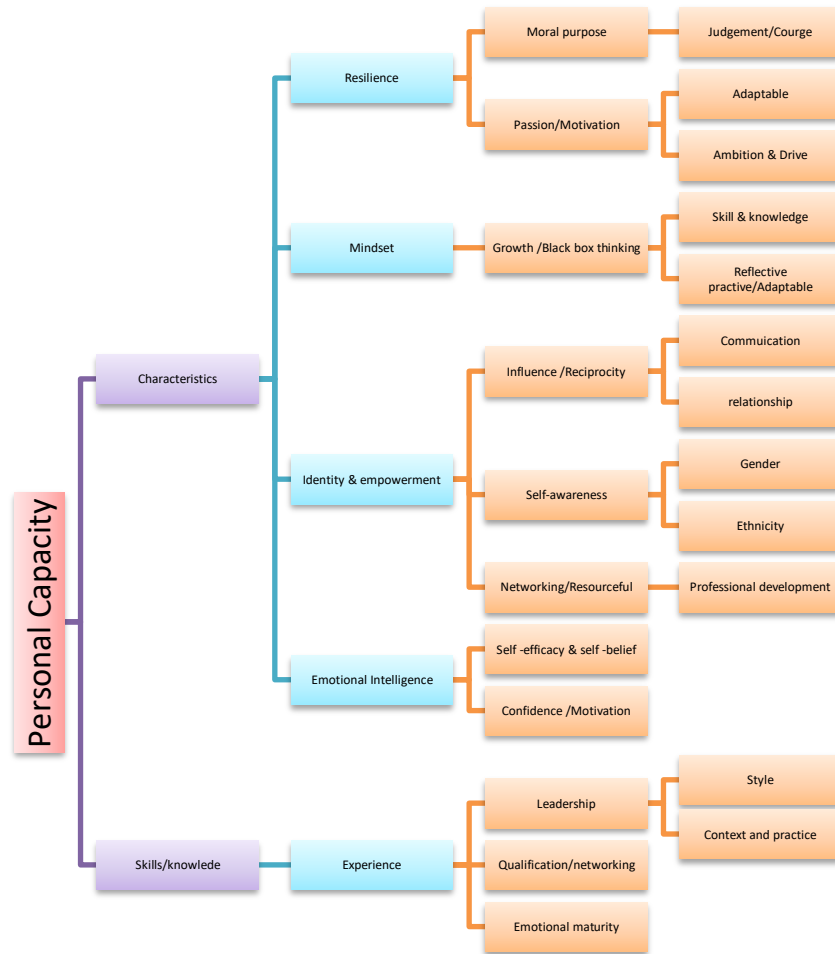 Personal Capacity
Characteristics
Resilience
Moral purpose
Judgement/Courge
Passion/Motivation
Adaptable
Ambition & Drive
Mindset
Growth /Black box thinking
Skill & knowledge
Reflective
practive/Adaptable
Identity & empowerment
Influence /Reciprocity
Commuication
relationship
Self-awareness
Gender
Ethnicity
Networking/Resourceful
Professional development
Emotional Intelligence
Self -efficacy & self -belief
Confidence /Motivation
Skills/knowlede
Experience
Leadership
Style
Context and practice
Qualification/networking
Emotional maturity